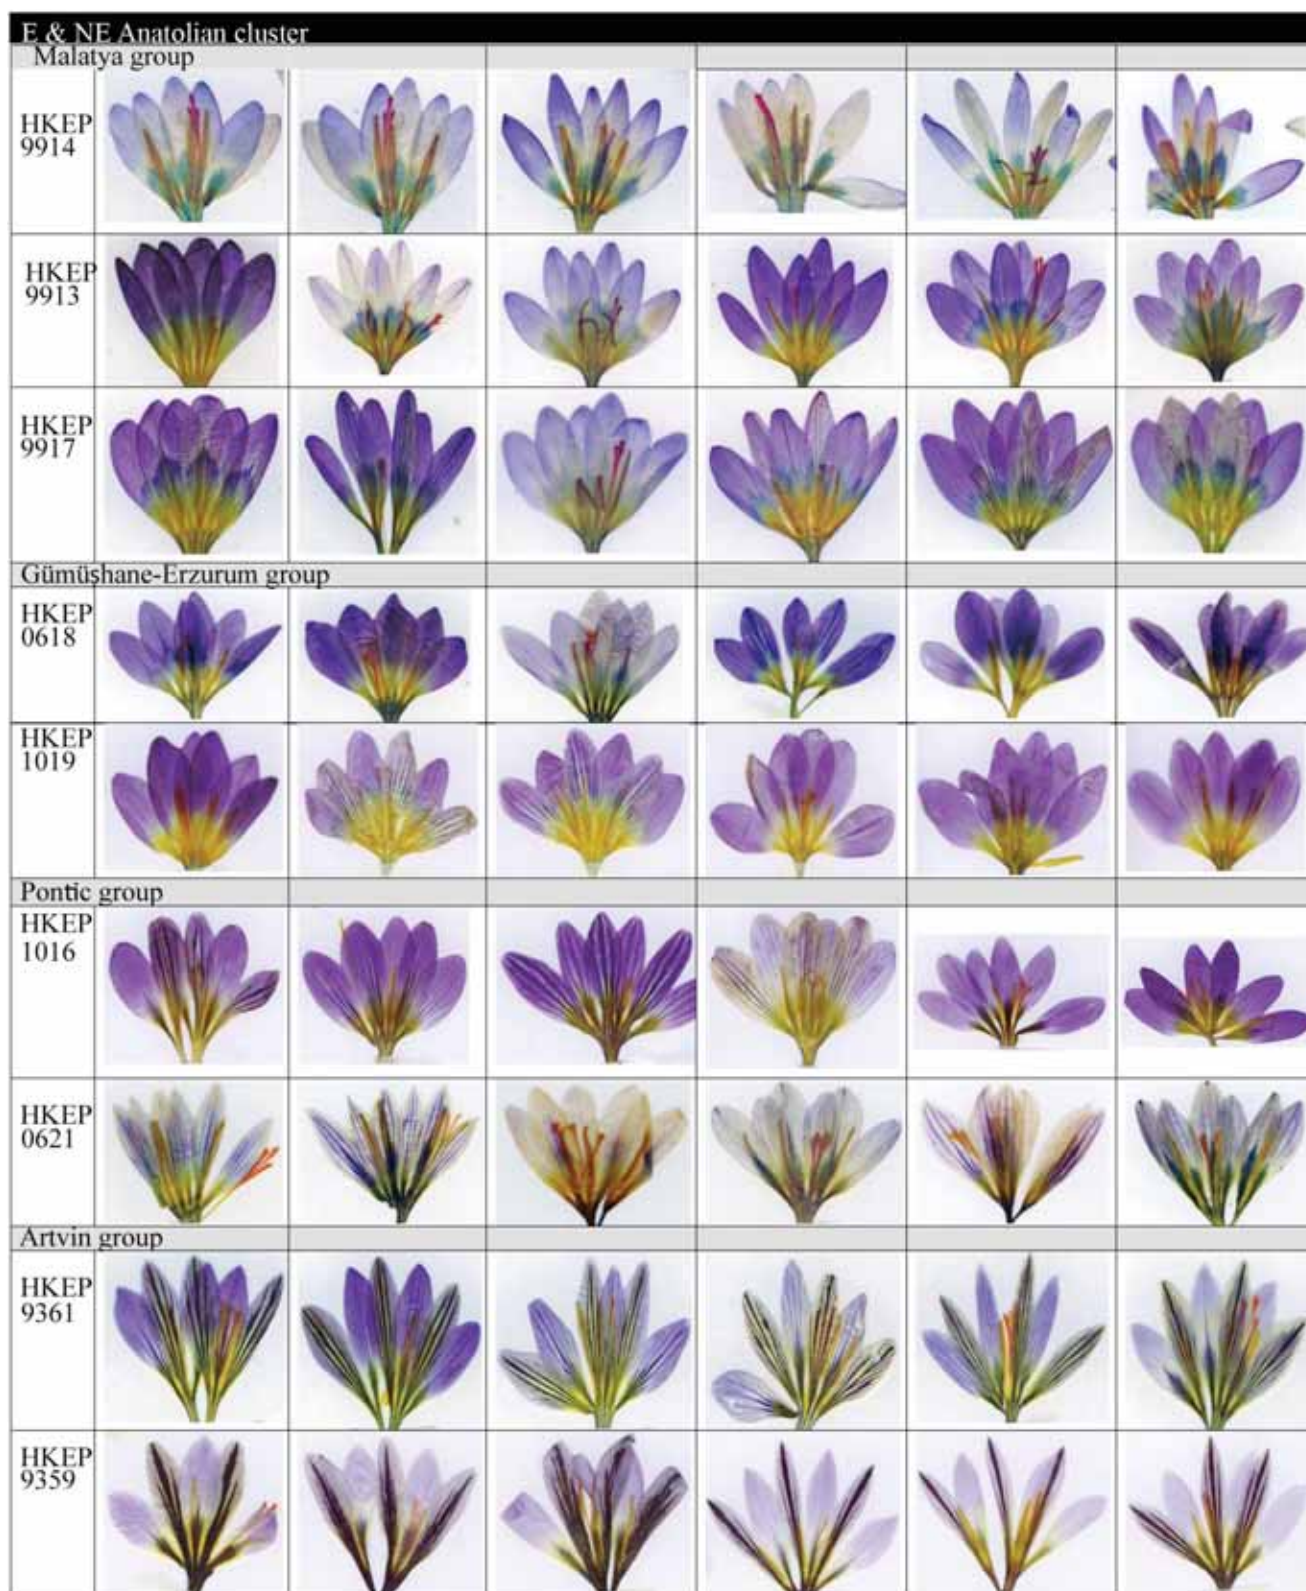 E & NE Anatolian cluster
Malatya group
HKEP
9914
HKEP
9913
HKEP
9917
Gümüşhane-Erzurum group
HKEP
0618
HKEP
1019
Pontic group
HKEP
1016
HKEP
0621
Artvin group
HKEP
9361
HKEP
9359